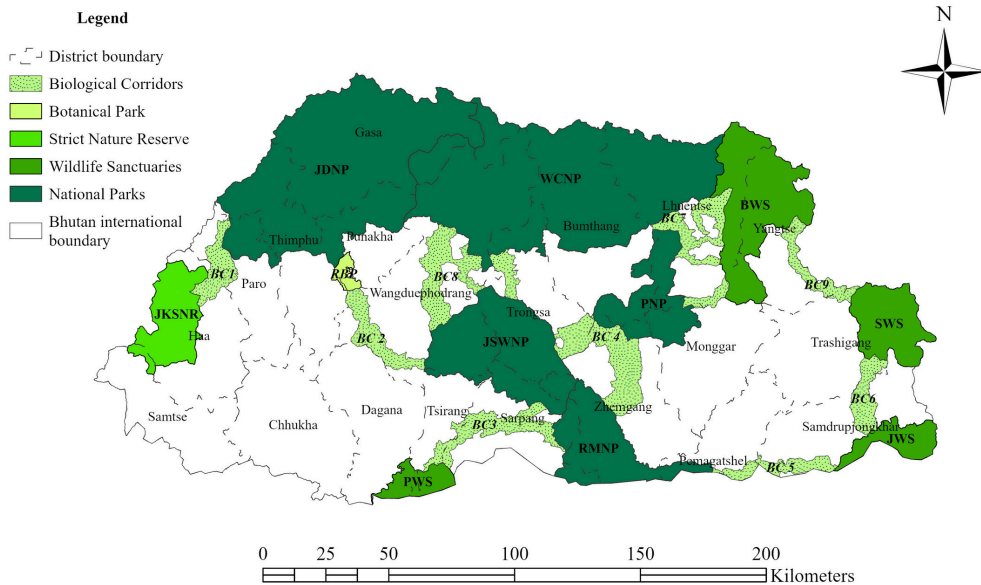 Legend
District boundary
Biological Corridors
Botanical Park
Strict Nature Reserve
Wildlife Sanctuaries
National Parks
Bhutan international
boundary
N
Gasa
JDNP
WCNP
Lhuentse
BC7
BWS
Yangtse
Bumthang
Thimphu
Punakha
RBP
BC1
Paro
Wangduephodrang
BC8
BC9
JKSNR
Haa
BC 2
Trongsa
PNP
JSWNP
BC 4
Monggar
SWS
Trashigang
Samtse
Chhukha
Dagana
Tsirang
BC3
Sarpang
Zhemgang
BC6
Samdrupjongkhar
JWS
RMNP
Pemagatshel
BC 5
PWS
0 25 50 100 150 200
Kilometers